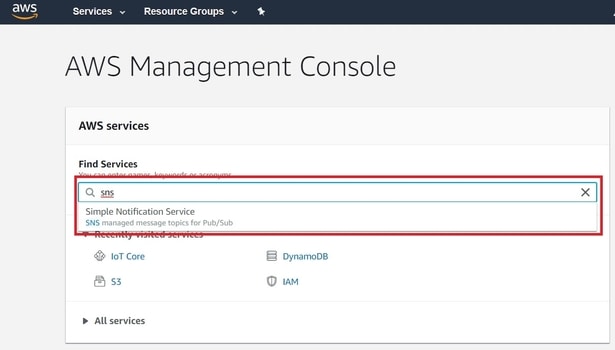 aws Services Resource Groups
AWS Management Console
AWS services
Find Services
You can enter names, keywords or acronyms.
sns
Simple Notification Service
SNS managed message topics for Pub/Sub
Recently visited services
IoT Core DynamoDB
S3 IAM
All services